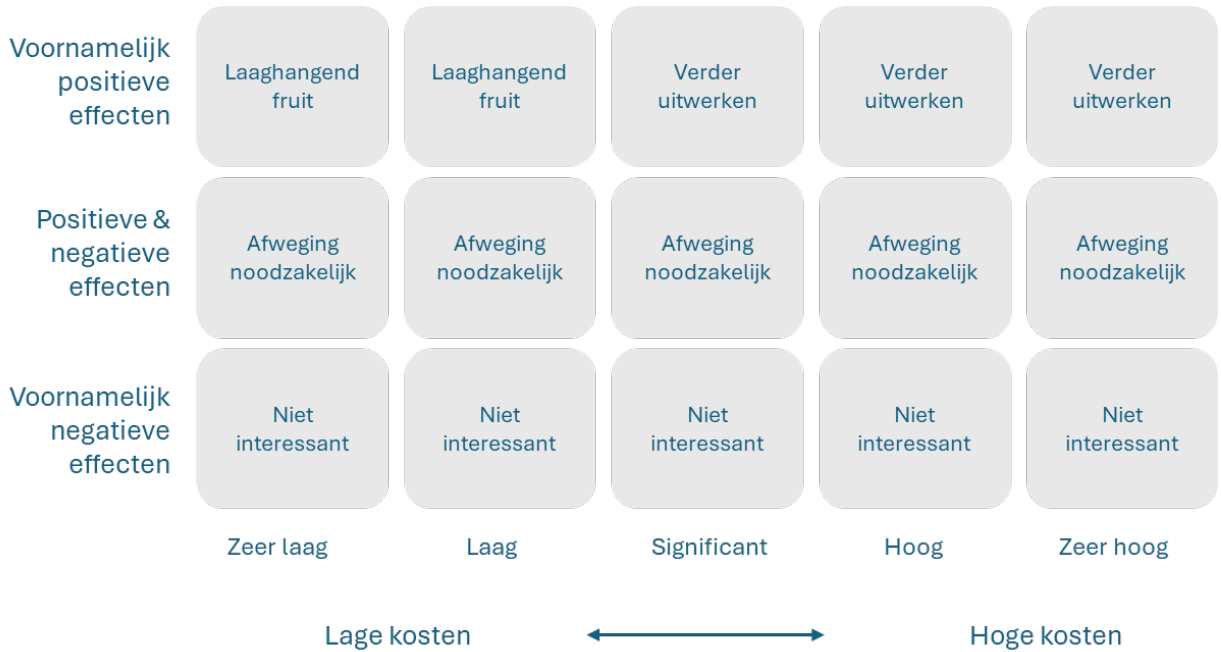 Voornamelijk
positieve
effecten
Laaghangend
fruit
Laaghangend
fruit
Verder
uitwerken
Verder
uitwerken
Verder
uitwerken
Positieve &
negatieve
effecten
Afweging
noodzakelijk
Afweging
noodzakelijk
Afweging
noodzakelijk
Afweging
noodzakelijk
Afweging
noodzakelijk
Voornamelijk
negatieve
effecten
Niet
interessant
Niet
interessant
Niet
interessant
Niet
interessant
Niet
interessant
Zeer laag
Laag
Significant
Hoog
Zeer hoog
Lage kosten
Hoge kosten